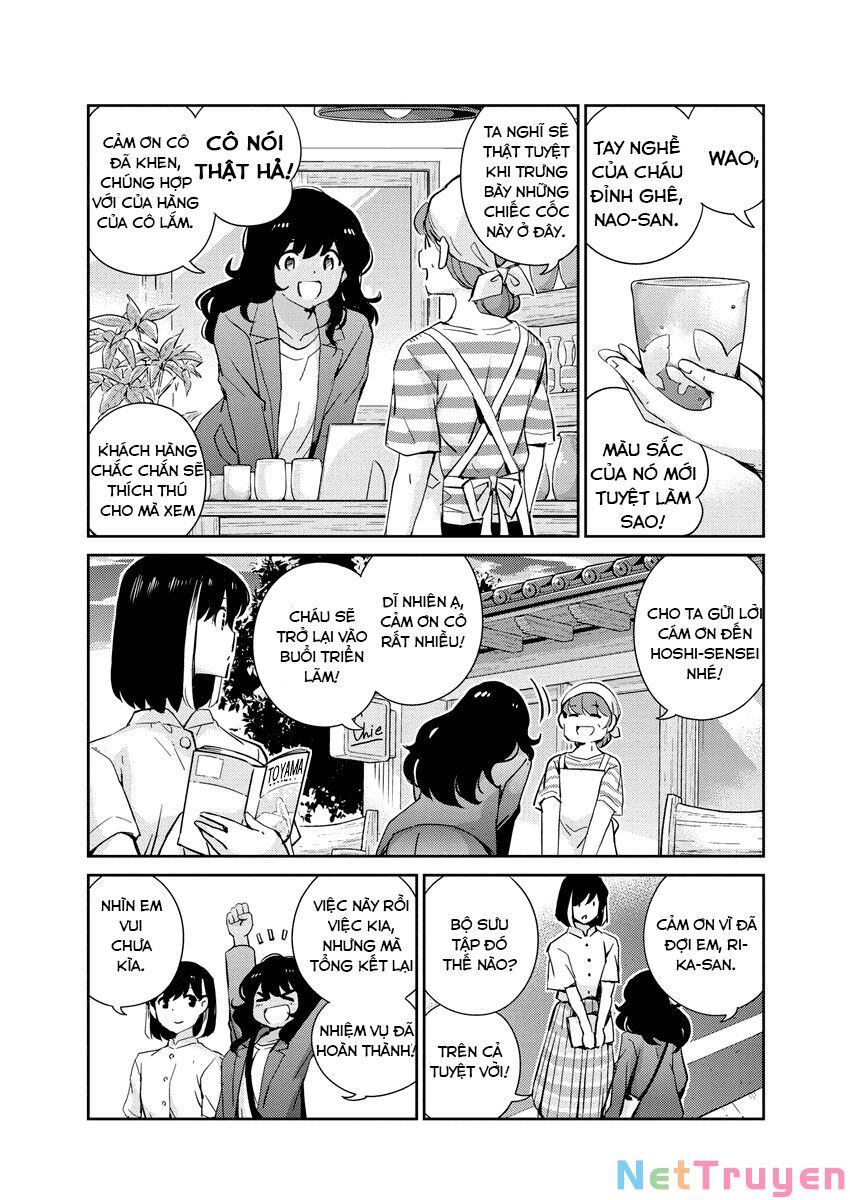 WAO,
TAY NGHỀ
CỦA CHÁU
ĐỈNH GHÊ,
NAO-SAN.
MÀU SẮC
CỦA NÓ MỚI
TUYỆT LÀM
SAO!
TA NGHĨ SẼ
THẬT TUYỆT
KHI TRƯNG
BÀY NHỮNG
CHIẾC CỐC
NÀY Ở ĐÂY.
CÔ NÓI
THẬT HẢ!
CẢM ƠN CÔ
ĐÃ KHEN,
CHÚNG HỢP
VỚI CỦA HÀNG
CỦA CÔ LẮM.
KHÁCH HÀNG
CHẮC CHẮN SẼ
THÍCH THÚ
CHO MÀ XEM
CHO TA GỬI LỜI
CÁM ƠN ĐẾN
HOSHI-SENSEI
NHÉ!
DĨ NHIÊN Ạ,
CẢM ƠN CÔ
RẤT NHIỀU!
CHÁU SẼ
TRỞ LẠI VÀO
BUỔI TRIỂN
LÃM!
Chie
TOYAMA
CẢM ƠN VÌ ĐÃ
ĐỢI EM, RI-
KA-SAN.
BỘ SƯU
TẬP ĐÓ
THẾ NÀO?
TRÊN CẢ
TUYỆT VỜI!
VIỆC NÀY RỒI
VIỆC KIA,
NHƯNG MÀ
TỔNG KẾT LẠI
NHIỆM VỤ ĐÃ
HOÀN THÀNH!
NHÌN EM
VUI
CHƯA
KÌA.
NetTruyen